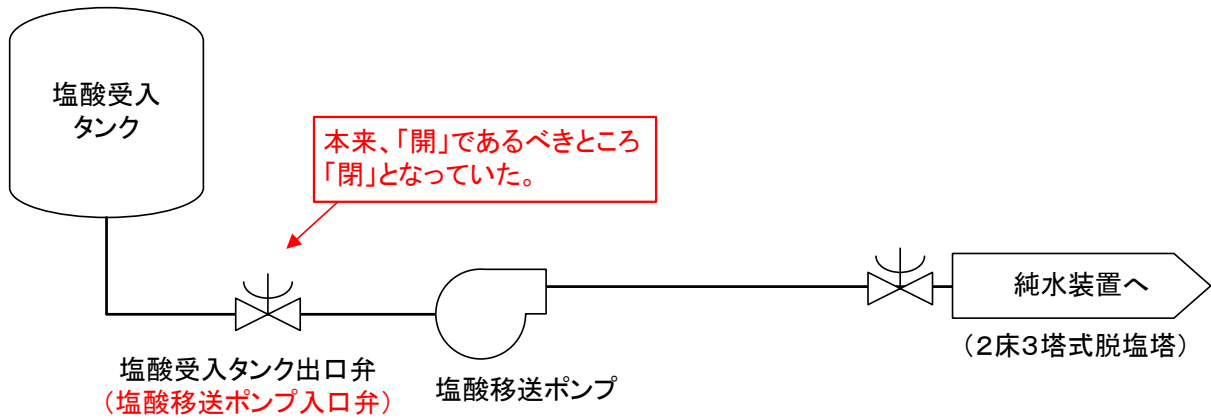 塩酸受入
タンク
本来、「開」であるべきところ
「閉」となっていた。
純水装置へ
(2床3塔式脱塩塔)
塩酸受入タンク出口弁
(塩酸移送ポンプ入口弁)
塩酸移送ポンプ